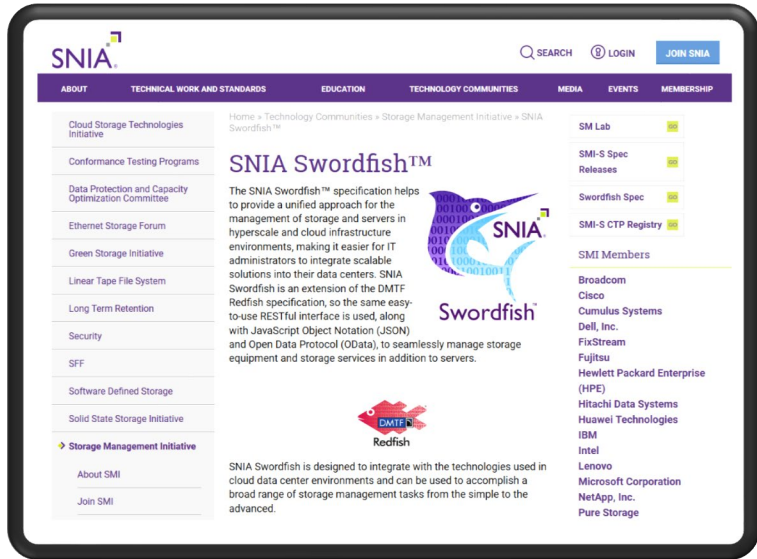 SNIA
SEARCH
LOGIN
JOIN SNIA
ABOUT
TECHNICAL WORK AND STANDARDS
EDUCATION
TECHNOLOGY COMMUNITIES
MEDIA
EVENTS
MEMBERSHIP
Cloud Storage Technologies
Initiative
Conformance Testing Programs
Data Protection and Capacity
Optimization Committee
Ethernet Storage Forum
Green Storage Initiative
Linear Tape File System
Long Term Retention
Security
SFF
Software Defined Storage
Solid State Storage Initiative
Storage Management Initiative
About SMI
Join SMI
Home » Technology Communities » Storage Management Initiative » SNIA
Swordfish™
SNIA Swordfish™
The SNIA Swordfish™ specification helps
to provide a unified approach for the
management of storage and servers in
hyperscale and cloud infrastructure
environments, making it easier for IT
administrators to integrate scalable
solutions into their data centers. SNIA
Swordfish is an extension of the DMTF
Redfish specification, so the same easy-
to-use RESTful interface is used, along
with JavaScript Object Notation (JSON)
and Open Data Protocol (OData), to seamlessly manage storage
equipment and storage services in addition to servers.
SNIA
Swordfish™
DMTF
Redfish
SNIA Swordfish is designed to integrate with the technologies used in
cloud data center environments and can be used to accomplish a
broad range of storage management tasks from the simple to the
advanced.
SM Lab
GO
SMI-S Spec
Releases
GO
Swordfish Spec
GO
SMI-S CTP Registry
GO
SMI Members
Broadcom
Cisco
Cumulus Systems
Dell, Inc.
FixStream
Fujitsu
Hewlett Packard Enterprise
(HPE)
Hitachi Data Systems
Huawei Technologies
IBM
Intel
Lenovo
Microsoft Corporation
NetApp, Inc.
Pure Storage